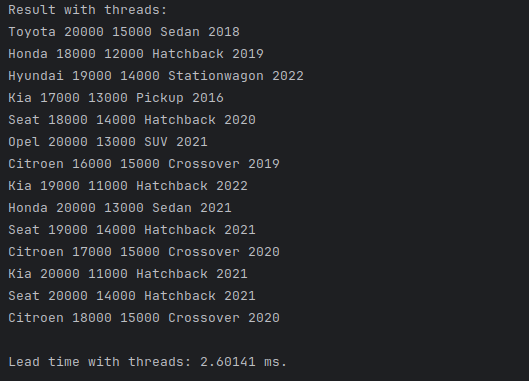 Result with threads:
Toyota 20000 15000 Sedan 2018
Honda 18000 12000 Hatchback 2019
Hyundai 19000 14000 Stationwagon 2022
Kia 17000 13000 Pickup 2016
Seat 18000 14000 Hatchback 2020
Opel 20000 13000 SUV 2021
Citroen 16000 15000 Crossover 2019
Kia 19000 11000 Hatchback 2022
Honda 20000 13000 Sedan 2021
Seat 19000 14000 Hatchback 2021
Citroen 17000 15000 Crossover 2020
Kia 20000 11000 Hatchback 2021
Seat 20000 14000 Hatchback 2021
Citroen 18000 15000 Crossover 2020
Lead time with threads: 2.60141 ms.